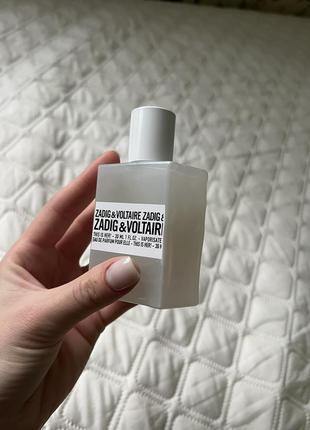 ZADIG & VOLTAIRE ZADIG &
ZADIG & VOLTAIRE
THIS IS HER! - 30 ML 1 FL.OZ. - VAPORISATE
EAU DE PARFUM POUR ELLE - THIS IS HER! - 30 M